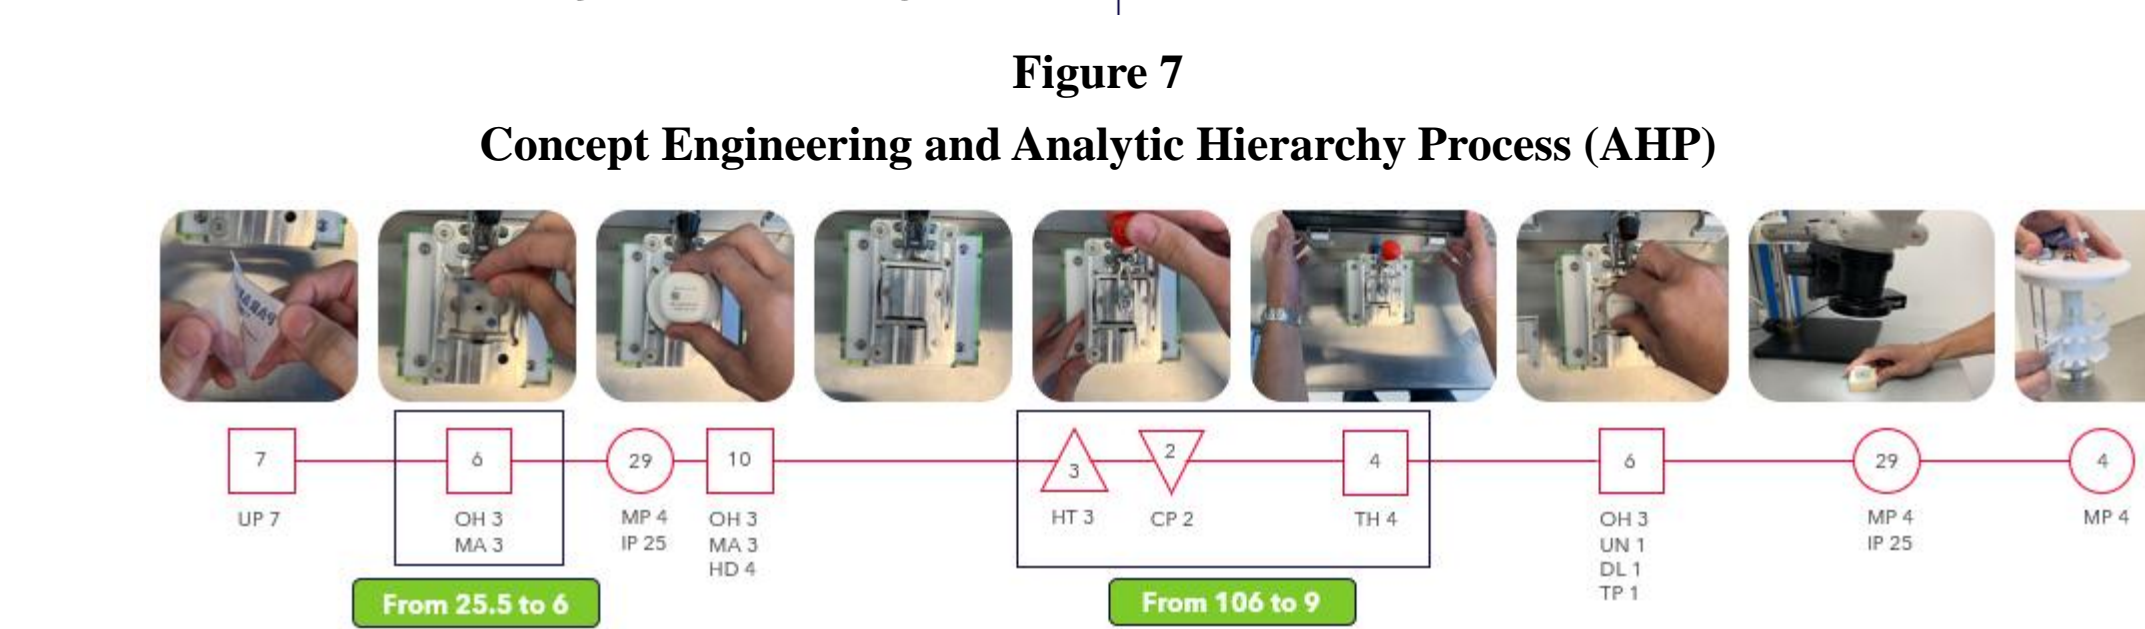 Figure 7
Concept Engineering and Analytic Hierarchy Process (AHP)
7
6
29
10
3
2
4
6
29
4
UP 7
OH 3
MA 3
MP 4
IP 25
OH 3
MA 3
HD 4
HT 3
CP 2
TH 4
OH 3
UN 1
DL 1
TP 1
MP 4
IP 25
MP 4
From 25.5 to 6
From 106 to 9